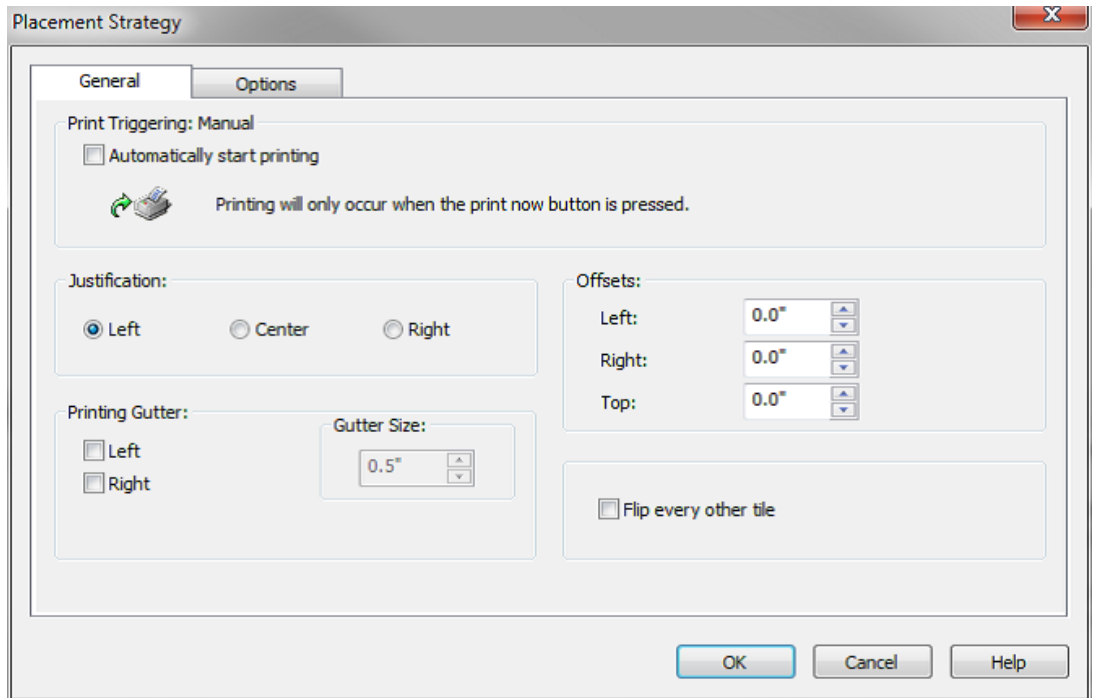 Placement Strategy
General Options
Print Triggering: Manual
Automatically start printing
Printing will only occur when the print now button is pressed.
Justification:
Left Center Right
Offsets:
Left: 0.0"
Right: 0.0"
Top: 0.0"
Printing Gutter:
Left
Right
Gutter Size:
0.5"
Flip every other tile
OK Cancel Help